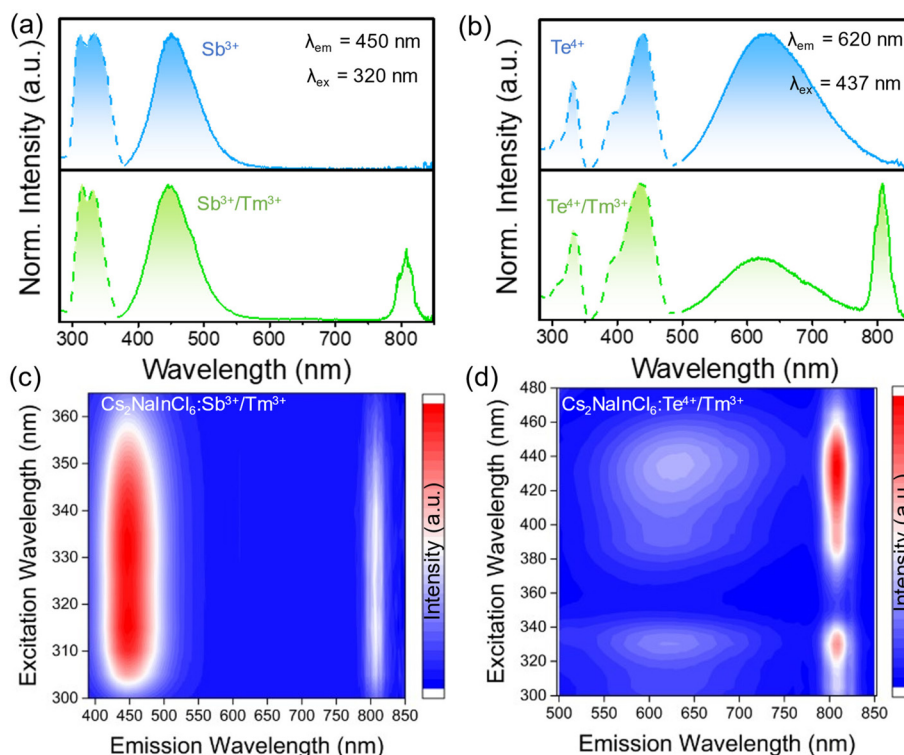 (a)
Sb³⁺
λem = 450 nm
λex = 320 nm
Sb³⁺/Tm³⁺
Norm. Intensity (a.u.)
300 400 500 600 700 800
Wavelength (nm)
(b)
Te⁴⁺
λem = 620 nm
λex = 437 nm
Te⁴⁺/Tm³⁺
Norm. Intensity (a.u.)
300 400 500 600 700 800
Wavelength (nm)
(c)
Cs₂NaInCl₆:Sb³⁺/Tm³⁺
Excitation Wavelength (nm)
360
350
340
330
320
310
300
400 450 500 550 600 650 700 750 800 850
Emission Wavelength (nm)
Intensity (a.u.)
(d)
Cs₂NaInCl₆:Te⁴⁺/Tm³⁺
Excitation Wavelength (nm)
480
460
440
420
400
380
360
340
320
300
500 550 600 650 700 750 800 850
Emission Wavelength (nm)
Intensity (a.u.)